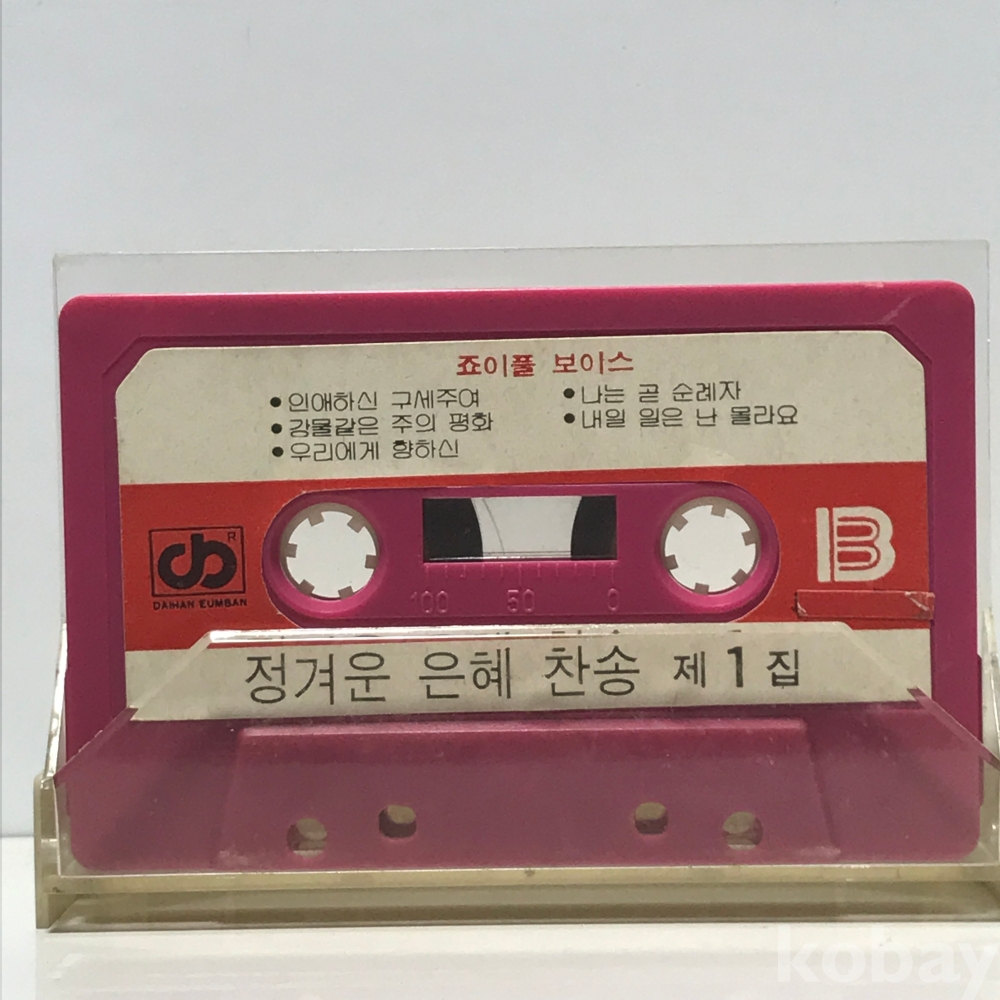 죠이풀 보이스
•인애하신 구세주여
•강물같은 주의 평화
•우리에게 향하신
•나는 곧 순례자
•내일 일은 난 몰라요
R
DAIHAN EUMBAN
B
100 50 0
정겨운 은혜 찬송 제1집
kobay